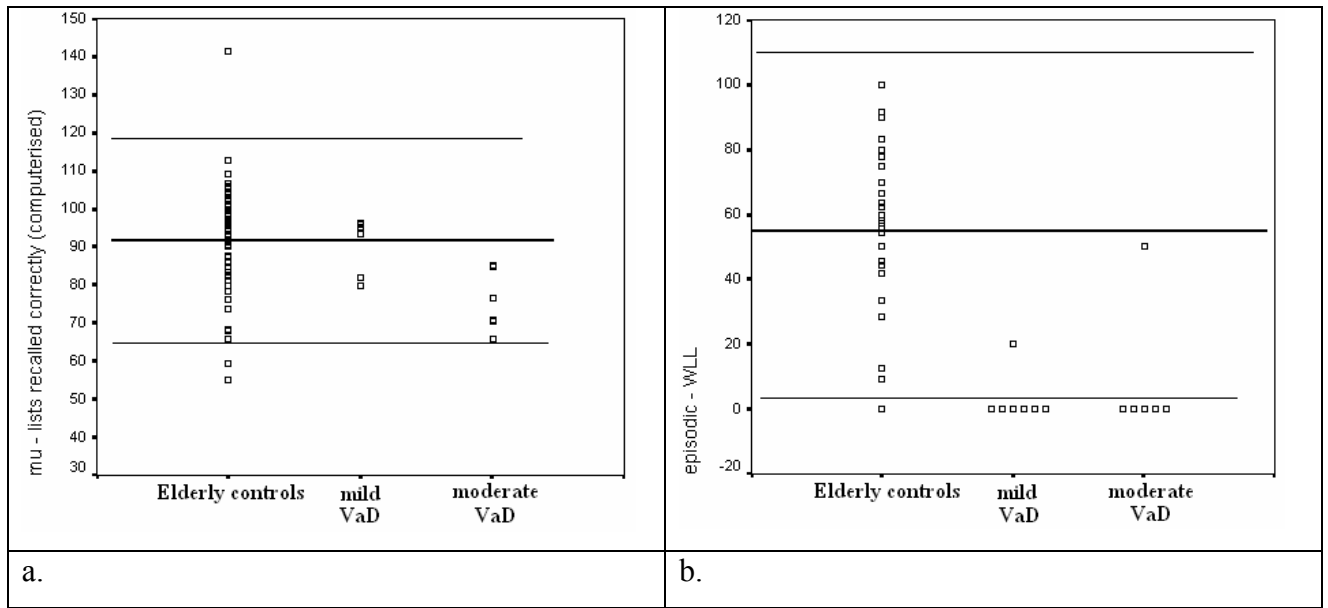 150
140
130
120
110
100
90
80
70
60
50
40
30
mu - lists recalled correctly (computerised)
Elderly controls
mild
VaD
moderate
VaD
120
100
80
60
40
20
0
-20
episodic - WLL
Elderly controls
mild
VaD
moderate
VaD
a.
b.